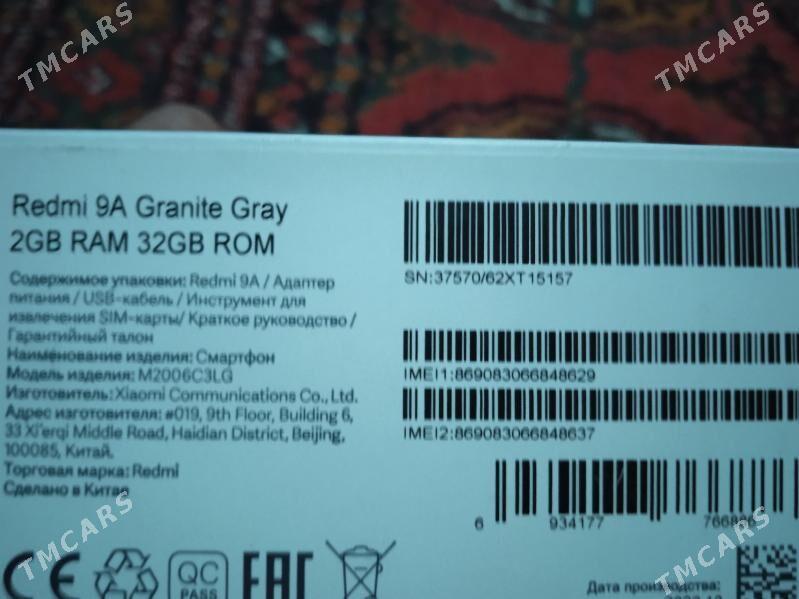 TMCARS
TMCARS
Redmi 9A Granite Gray
2GB RAM 32GB ROM
Содержимое упаковки: Redmi 9A / Адаптер
питания / USB-кабель / Инструмент для
извлечения SIM-карты/ Краткое руководство /
Гарантийный талон
Наименование изделия: Смартфон
Модель изделия: M2006C3LG
Изготовитель: Xiaomi Communications Co., Ltd.
Адрес изготовителя: #019, 9th Floor, Building 6,
33 Xi'erqi Middle Road, Haidian District, Beijing,
100085, Китай.
Торговая марка: Redmi
Сделано в Китае
SN:37570/62XT15157
IMEI1:869083066848629
IMEI2:869083066848637
6 934177
TMCARS
TMCARS
CE
QC
PASS
EAC
Дата производства: